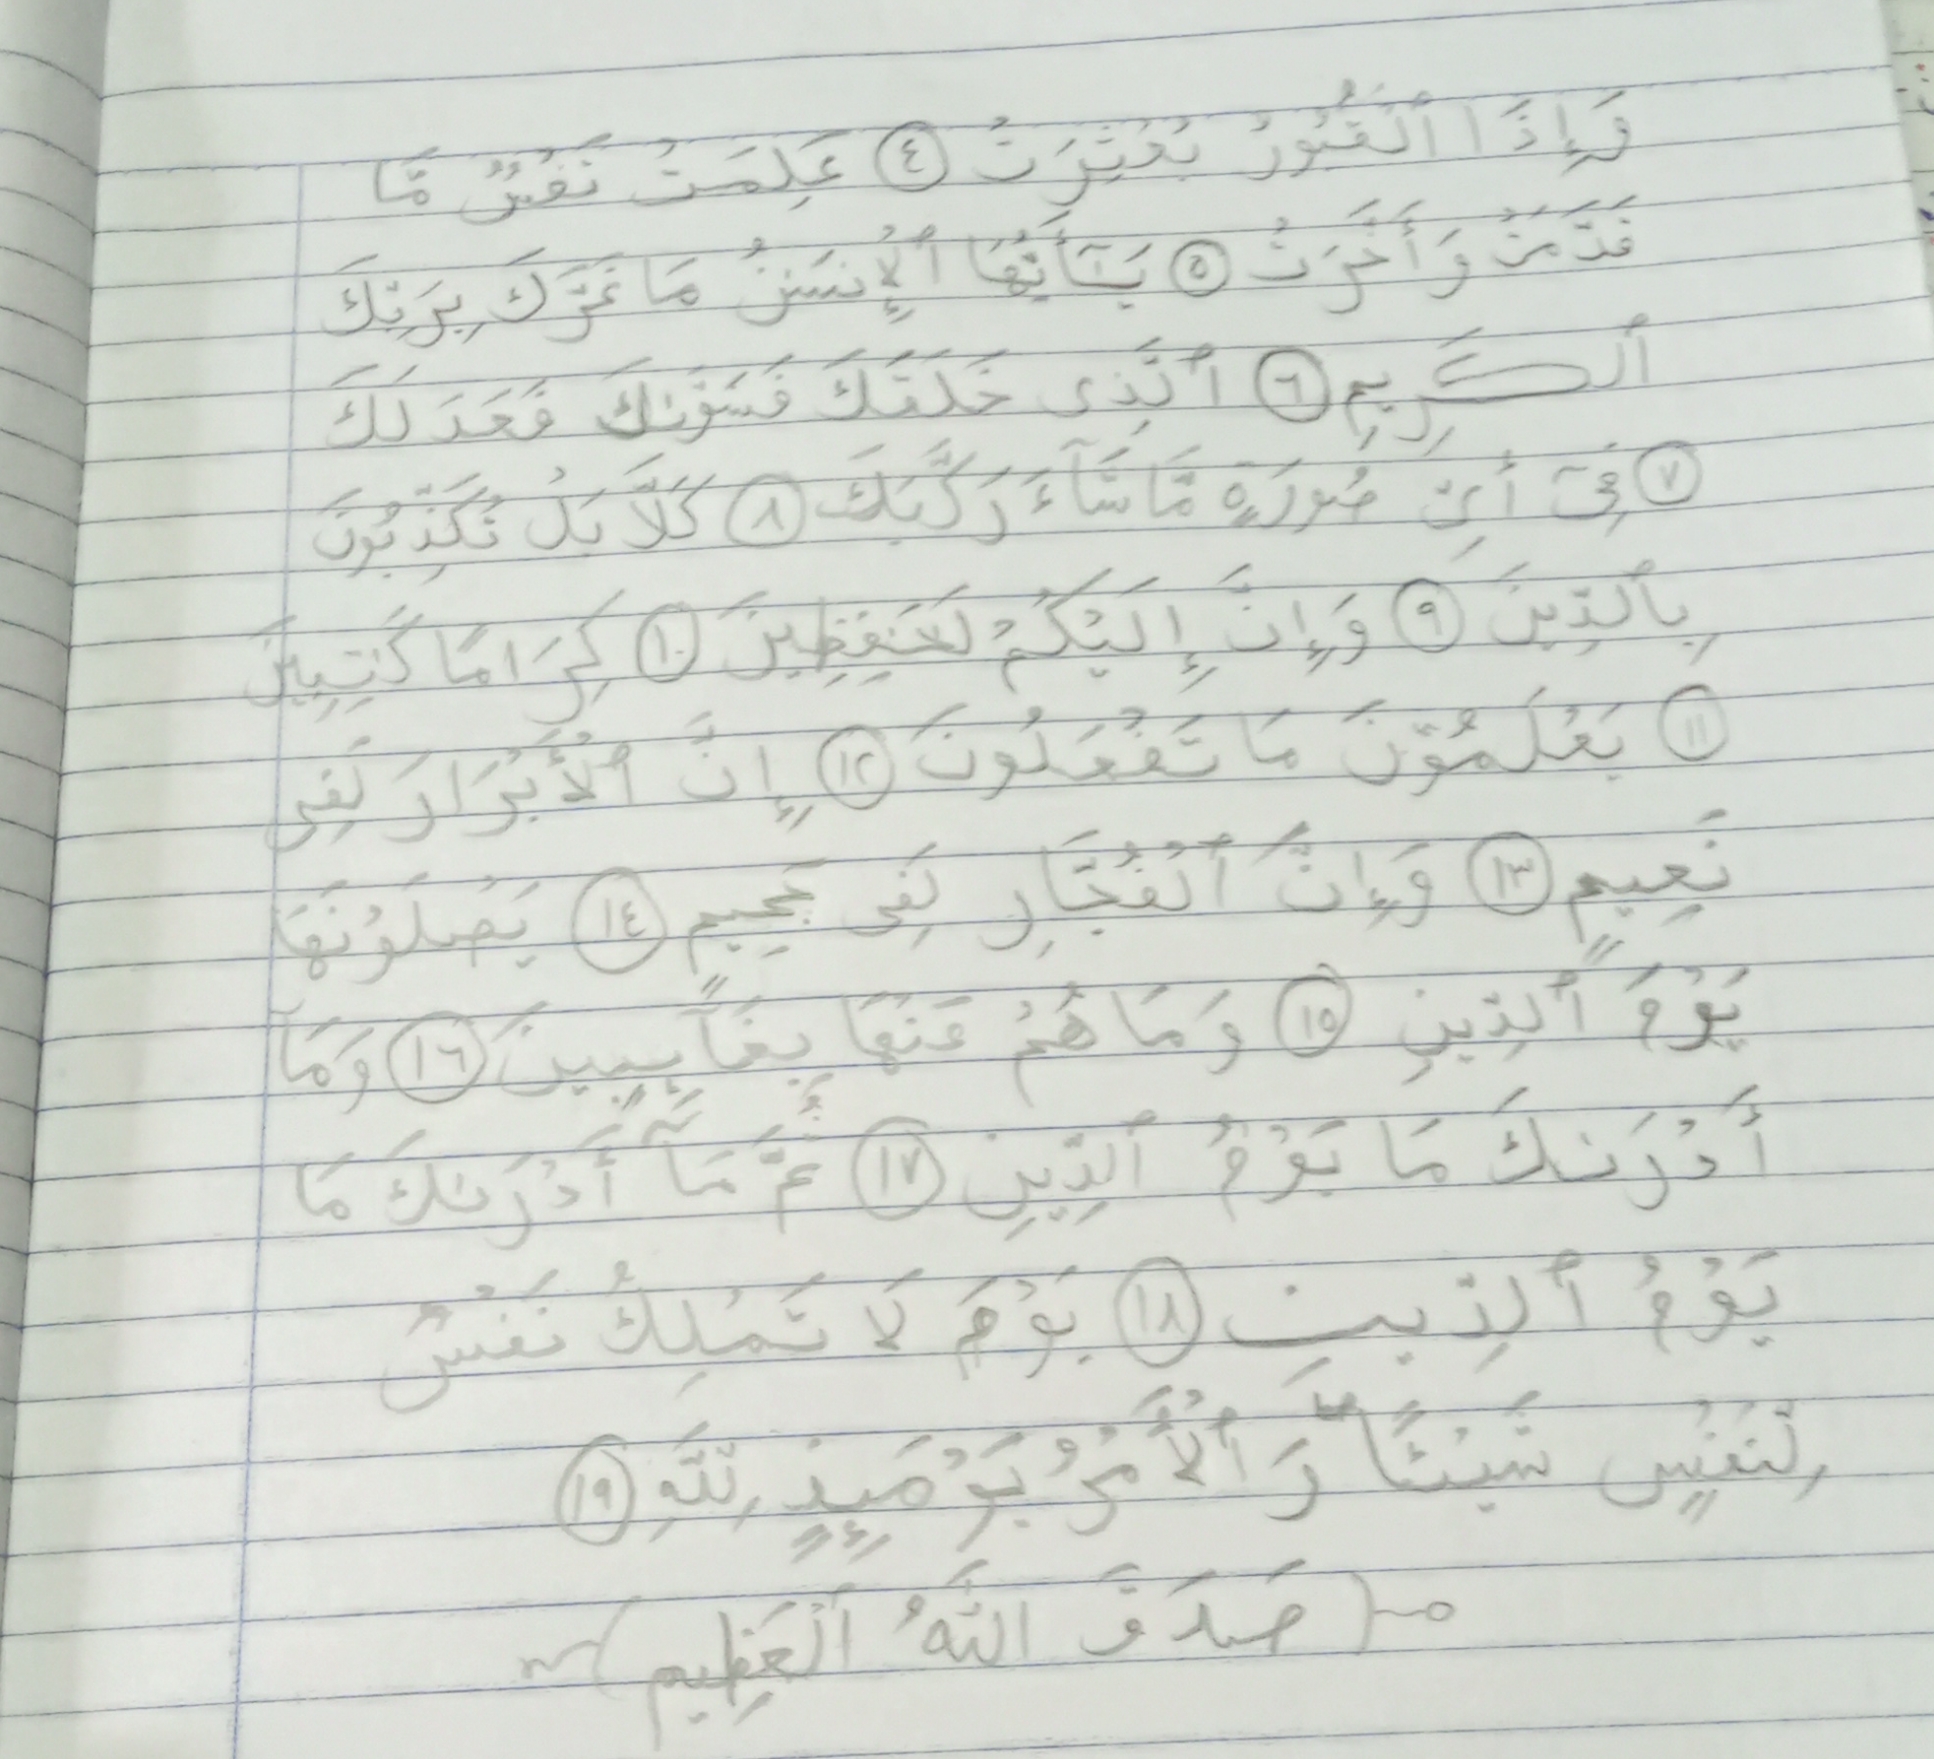 وَإِذَا ٱلْقُبُورُ بُعْثِرَتْ ٤ عَلِمَتْ نَفْسٌ مَّا
قَدَّمَتْ وَأَخَّرَتْ ٥ يَـٰٓأَيُّهَا ٱلْإِنسَـٰنُ مَا غَرَّكَ بِرَبِّكَ
ٱلْكَرِيمِ ٦ ٱلَّذِى خَلَقَكَ فَسَوَّىٰكَ فَعَدَلَكَ
٧ فِىٓ أَىِّ صُورَةٍ مَّا شَآءَ رَكَّبَكَ ٨ كَلَّا بَلْ تُكَذِّبُونَ
بِٱلدِّينِ ٩ وَإِنَّ إِلَيْكُمْ لَحَـٰفِظِينَ ١٠ كِرَامًا كَـٰتِبِينَ
١١ يَعْلَمُونَ مَا تَفْعَلُونَ ١٢ إِنَّ ٱلْأَبْرَارَ لَفِى
نَعِيمٍ ١٣ وَإِنَّ ٱلْفُجَّارِ لَفِى جَحِيمٍ ١٤ يَصْلَوْنَهَا
يَوْمَ ٱلدِّينِ ١٥ وَمَا هُمْ عَنْهَا بِغَآئِبِينَ ١٦ وَمَآ
أَدْرَىٰكَ مَا يَوْمُ ٱلدِّينِ ١٧ ثُمَّ مَآ أَدْرَىٰكَ مَا
يَوْمُ ٱلدِّينِ ١٨ يَوْمَ لَا تَمْلِكُ نَفْسٌ
لِّنَفْسٍ شَيْئًا ۖ وَٱلْأَمْرُ يَوْمَئِذٍ لِّلَّهِ ١٩
(صَدَقَ اللَّهُ ٱلْعَظِيم)